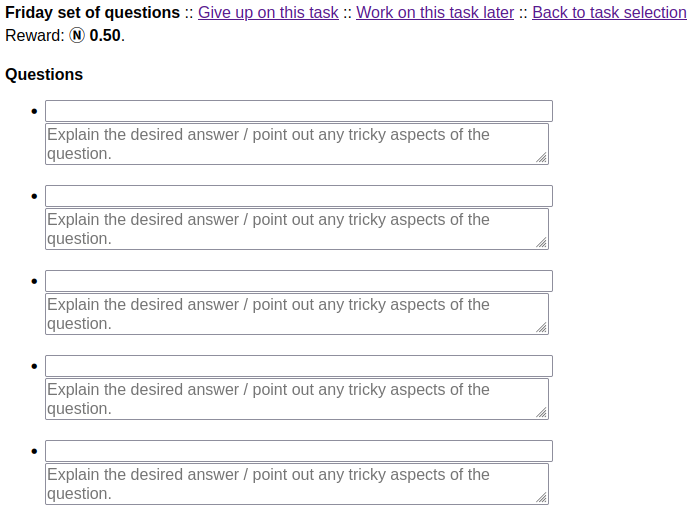 Friday set of questions :: Give up on this task :: Work on this task later :: Back to task selection
Reward: Ⓝ 0.50.
Questions
Explain the desired answer / point out any tricky aspects of the
question.
Explain the desired answer / point out any tricky aspects of the
question.
Explain the desired answer / point out any tricky aspects of the
question.
Explain the desired answer / point out any tricky aspects of the
question.
Explain the desired answer / point out any tricky aspects of the
question.